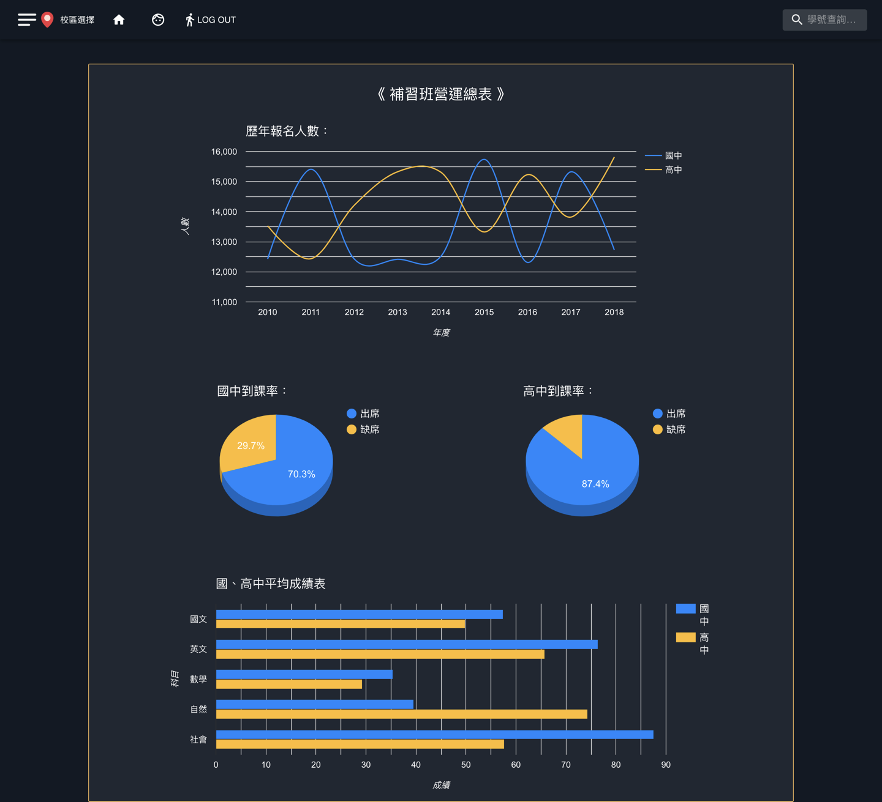 校區選擇 LOG OUT 學號查詢...
《 補習班營運總表 》
歷年報名人數：
16,000
15,000
14,000
13,000
12,000
11,000
人數
2010 2011 2012 2013 2014 2015 2016 2017 2018
年度
國中
高中
國中到課率：
29.7%
70.3%
出席
缺席
高中到課率：
87.4%
出席
缺席
國、高中平均成績表
國文
英文
數學
自然
社會
科目
0 10 20 30 40 50 60 70 80 90
成績
國
中
高
中